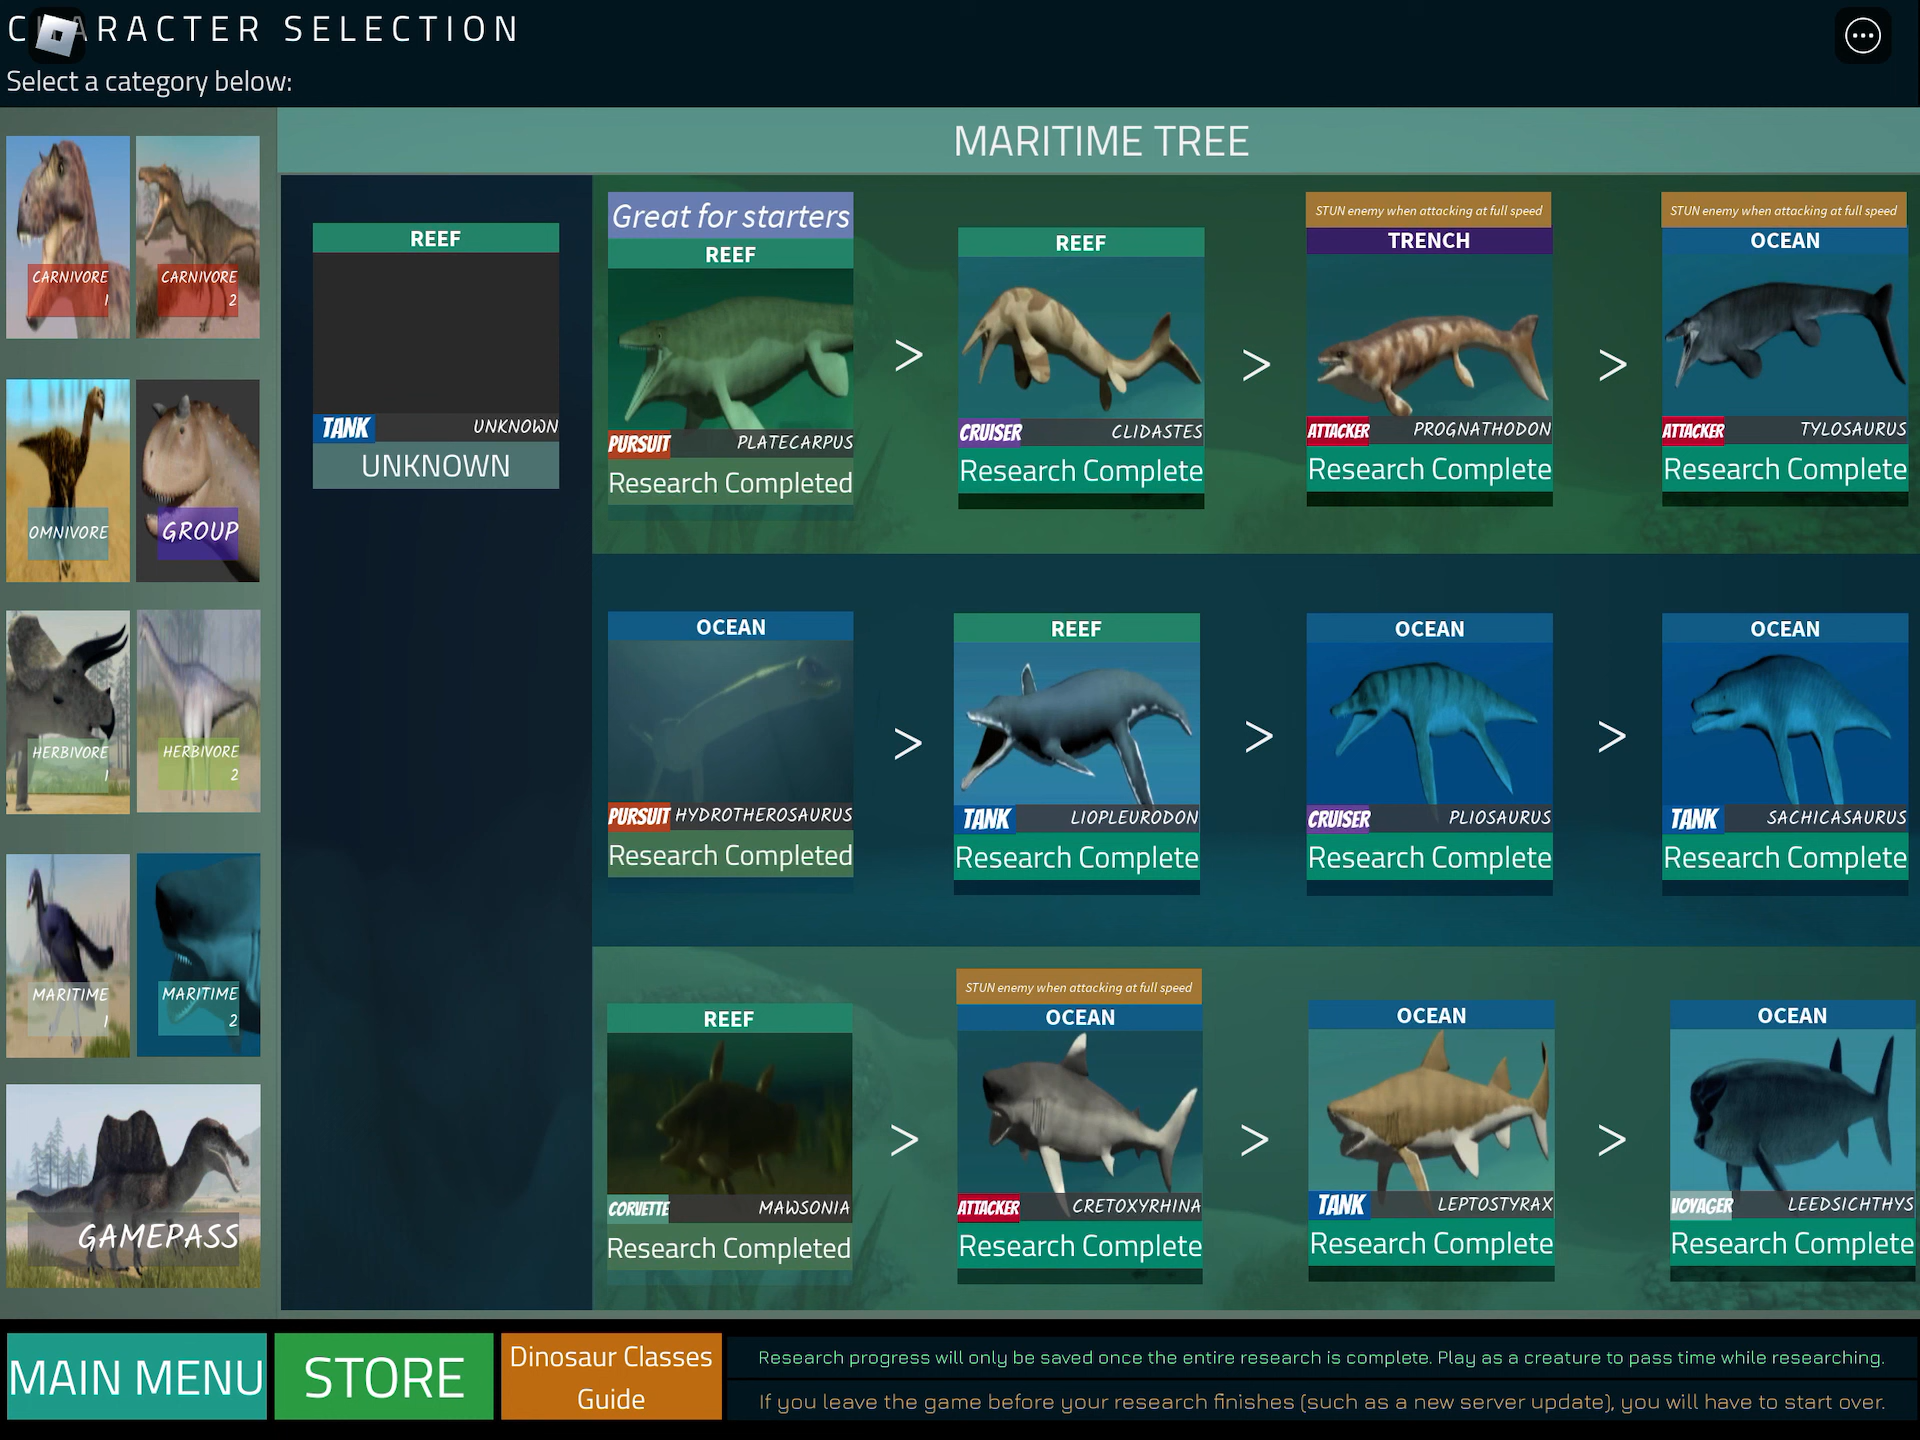 CHARACTER SELECTION
Select a category below:
MARITIME TREE
CARNIVORE
1
CARNIVORE
2
OMNIVORE
GROUP
HERBIVORE
1
HERBIVORE
2
MARITIME
1
MARITIME
2
GAMEPASS
REEF
TANK UNKNOWN
UNKNOWN
Great for starters
REEF
PURSUIT PLATECARPUS
Research Completed
>
REEF
CRUISER CLIDASTES
Research Complete
>
STUN enemy when attacking at full speed
TRENCH
ATTACKER PROGNATHODON
Research Complete
>
STUN enemy when attacking at full speed
OCEAN
ATTACKER TYLOSAURUS
Research Complete
OCEAN
PURSUIT HYDROTHEROSAURUS
Research Completed
>
REEF
TANK LIOPLEURODON
Research Complete
>
OCEAN
CRUISER PLIOSAURUS
Research Complete
>
OCEAN
TANK SACHICASAURUS
Research Complete
REEF
CORVETTE MAWSONIA
Research Completed
>
STUN enemy when attacking at full speed
OCEAN
ATTACKER CRETOXYRHINA
Research Complete
>
OCEAN
TANK LEPTOSTYRAX
Research Complete
>
OCEAN
VOYAGER LEEDSICHTHYS
Research Complete
MAIN MENU
STORE
Dinosaur Classes
Guide
Research progress will only be saved once the entire research is complete. Play as a creature to pass time while researching.
If you leave the game before your research finishes (such as a new server update), you will have to start over.